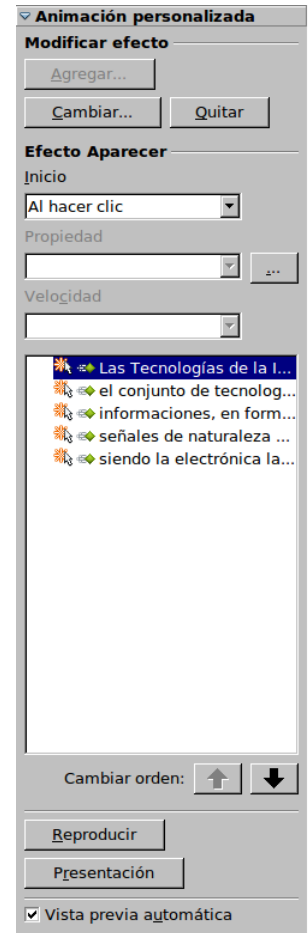 Animación personalizada
Modificar efecto
Agregar...
Cambiar... Quitar
Efecto Aparecer
Inicio
Al hacer clic
Propiedad
...
Velocidad
Las Tecnologías de la I...
el conjunto de tecnolog...
informaciones, en form...
señales de naturaleza ...
siendo la electrónica la...
Cambiar orden:
Reproducir
Presentación
Vista previa automática